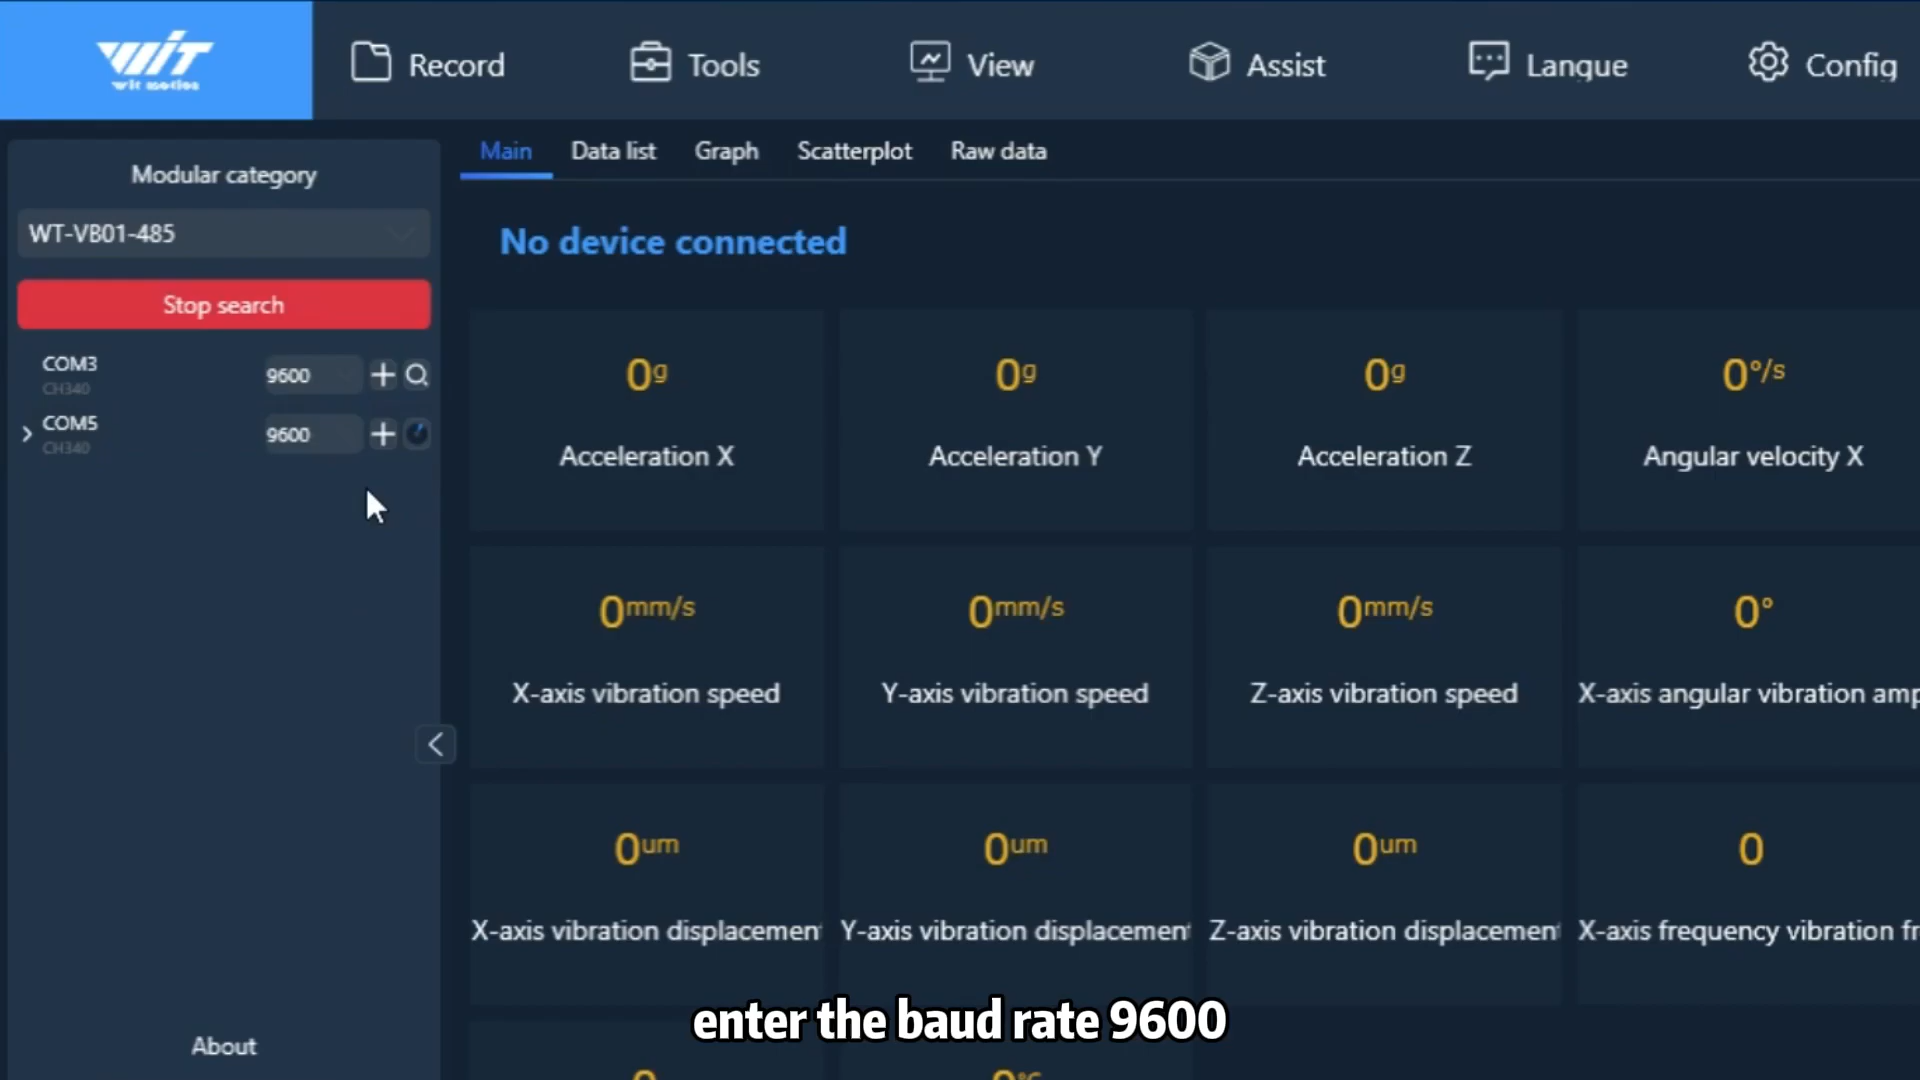 WIT
wit motion
Record
Tools
View
Assist
Langue
Config
Modular category
WT-VB01-485
Stop search
COM3
CH340
9600
COM5
CH340
9600
About
Main
Data list
Graph
Scatterplot
Raw data
No device connected
0g
Acceleration X
0g
Acceleration Y
0g
Acceleration Z
0°/s
Angular velocity X
0mm/s
X-axis vibration speed
0mm/s
Y-axis vibration speed
0mm/s
Z-axis vibration speed
0°
X-axis angular vibration amp
0um
X-axis vibration displacemen
0um
Y-axis vibration displacemen
0um
Z-axis vibration displacemen
0
X-axis frequency vibration fr
enter the baud rate 9600